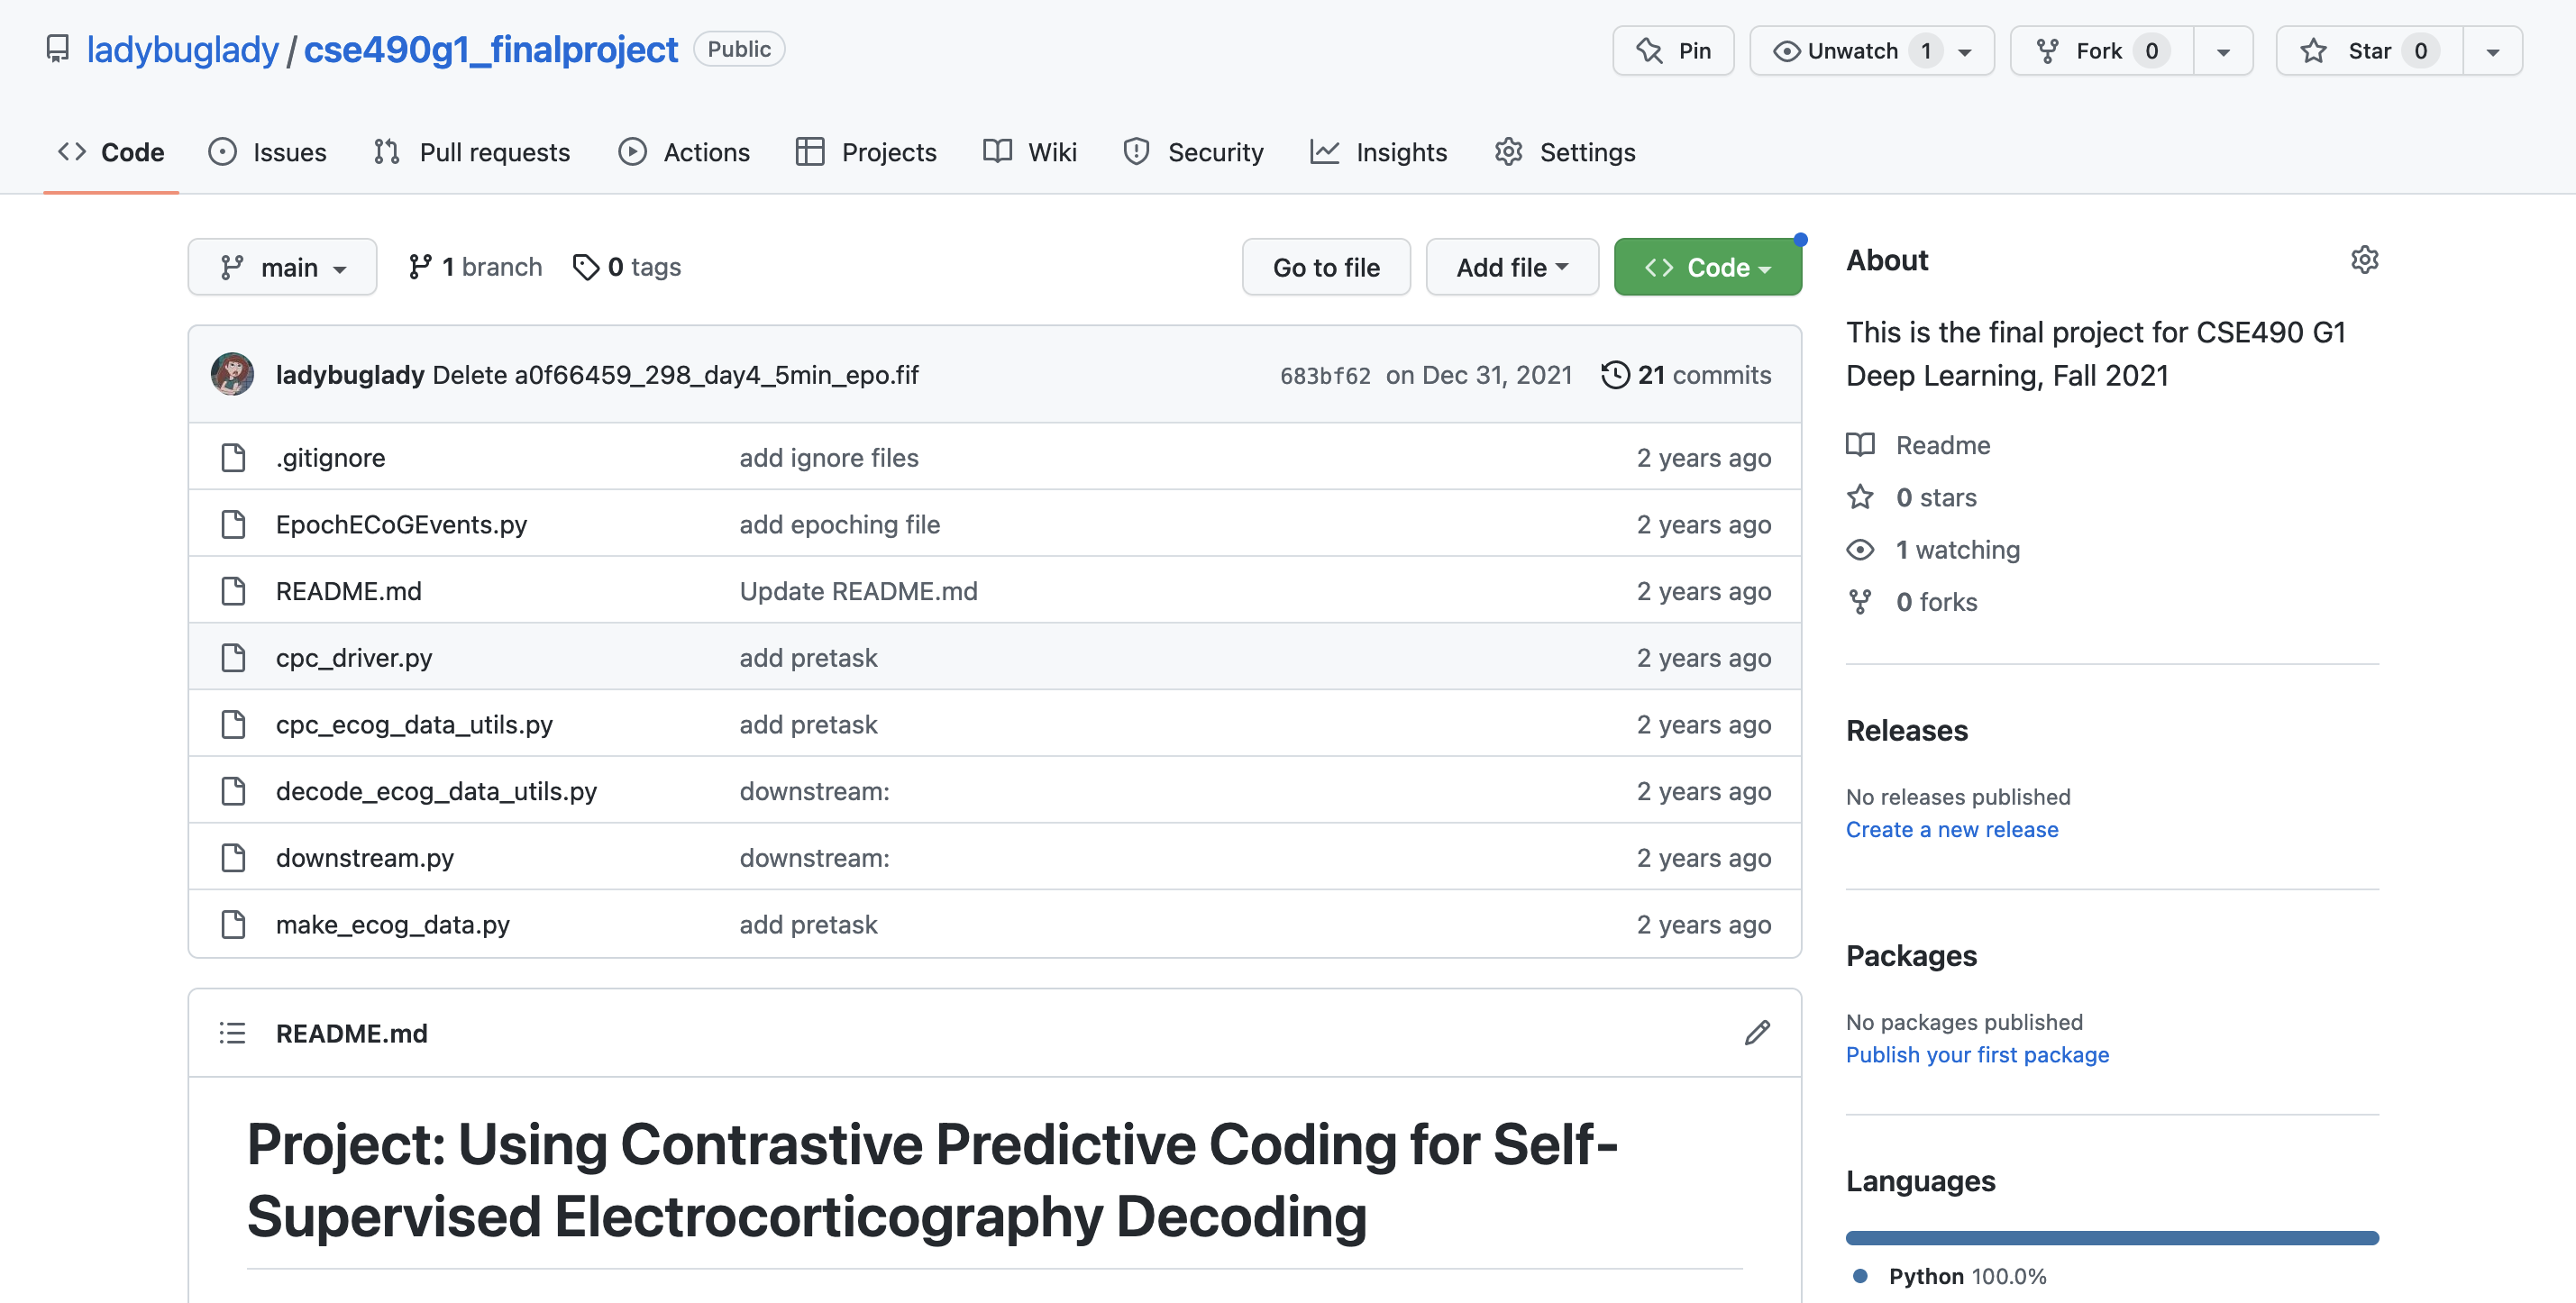 ladybuglady / cse490g1_finalproject Public Pin Unwatch 1 Fork 0 Star 0
Code Issues Pull requests Actions Projects Wiki Security Insights Settings
main 1 branch 0 tags Go to file Add file Code
ladybuglady Delete a0f66459_298_day4_5min_epo.fif 683bf62 on Dec 31, 2021 21 commits
.gitignore add ignore files 2 years ago
EpochECoGEvents.py add epoching file 2 years ago
README.md Update README.md 2 years ago
cpc_driver.py add pretask 2 years ago
cpc_ecog_data_utils.py add pretask 2 years ago
decode_ecog_data_utils.py downstream: 2 years ago
downstream.py downstream: 2 years ago
make_ecog_data.py add pretask 2 years ago
README.md
Project: Using Contrastive Predictive Coding for Self-
Supervised Electrocorticography Decoding
About
This is the final project for CSE490 G1
Deep Learning, Fall 2021
Readme
0 stars
1 watching
0 forks
Releases
No releases published
Create a new release
Packages
No packages published
Publish your first package
Languages
Python 100.0%